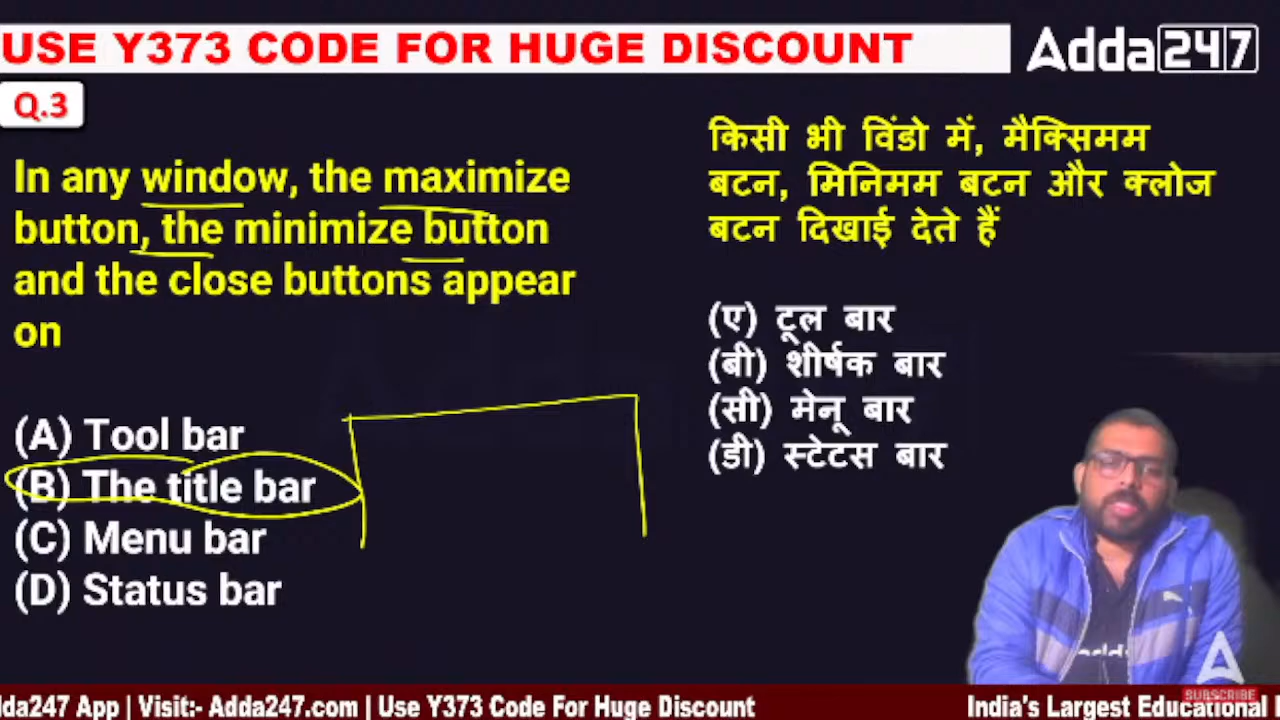 USE Y373 CODE FOR HUGE DISCOUNT
Adda247
Q.3
In any window, the maximize
button, the minimize button
and the close buttons appear
on
(A) Tool bar
(B) The title bar
(C) Menu bar
(D) Status bar
किसी भी विंडो में, मैक्सिमम
बटन, मिनिमम बटन और क्लोज
बटन दिखाई देते हैं
(ए) टूल बार
(बी) शीर्षक बार
(सी) मेनू बार
(डी) स्टेटस बार
SUBSCRIBE
App | Visit:- Adda247.com | Use Y373 Code For Huge Discount
India's Largest Educational